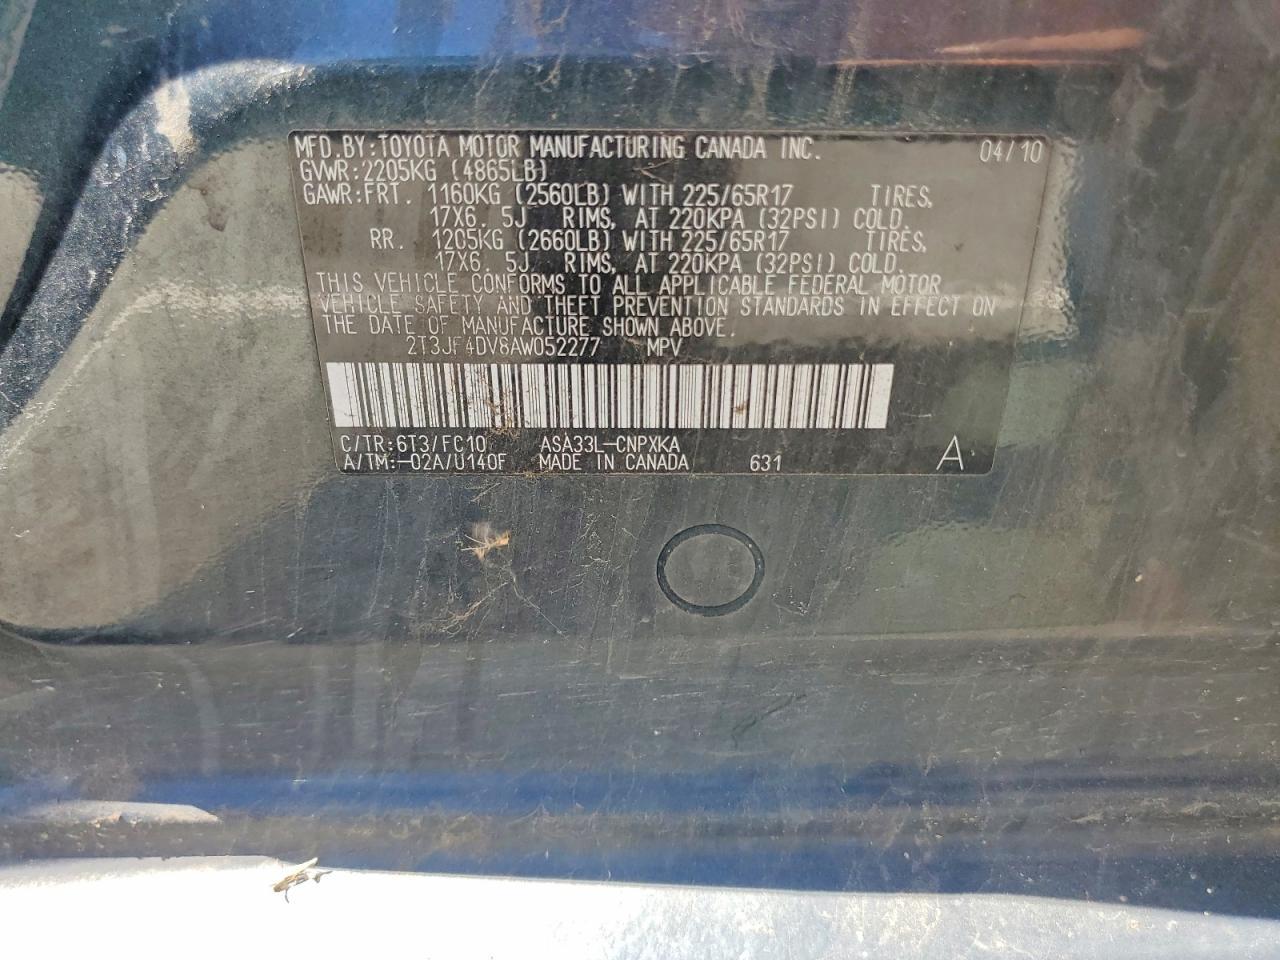 MFD.BY:TOYOTA MOTOR MANUFACTURING CANADA INC. 04/10
GVWR:2205KG (4865LB)
GAWR:FRT. 1160KG (2560LB) WITH 225/65R17 TIRES,
17X6.5J RIMS, AT 220KPA (32PSI) COLD.
RR. 1205KG (2660LB) WITH 225/65R17 TIRES,
17X6.5J RIMS, AT 220KPA (32PSI) COLD.
THIS VEHICLE CONFORMS TO ALL APPLICABLE FEDERAL MOTOR
VEHICLE SAFETY AND THEFT PREVENTION STANDARDS IN EFFECT ON
THE DATE OF MANUFACTURE SHOWN ABOVE.
2T3JF4DV8AW052277 MPV
C/TR:6T3/FC10 ASA33L-CNPXKA
A/TM:-02A/U140F MADE IN CANADA 631 A